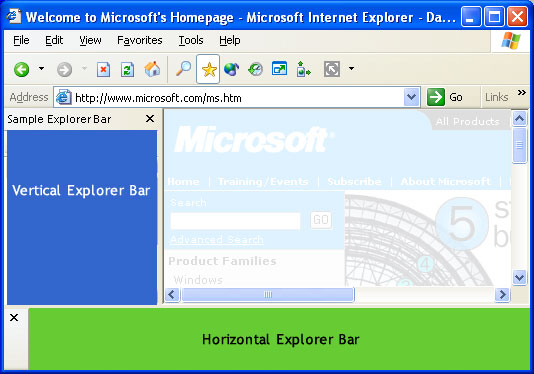 Welcome to Microsoft's Homepage - Microsoft Internet Explorer - Da...
File Edit View Favorites Tools Help
Address http://www.microsoft.com/ms.htm Go Links »
Sample Explorer Bar
All Products
Microsoft
Home | Training/Events | Subscribe | About Microsoft |
Vertical Explorer Bar
Search
GO
Advanced Search
5
Product Families
4
Windows
Horizontal Explorer Bar